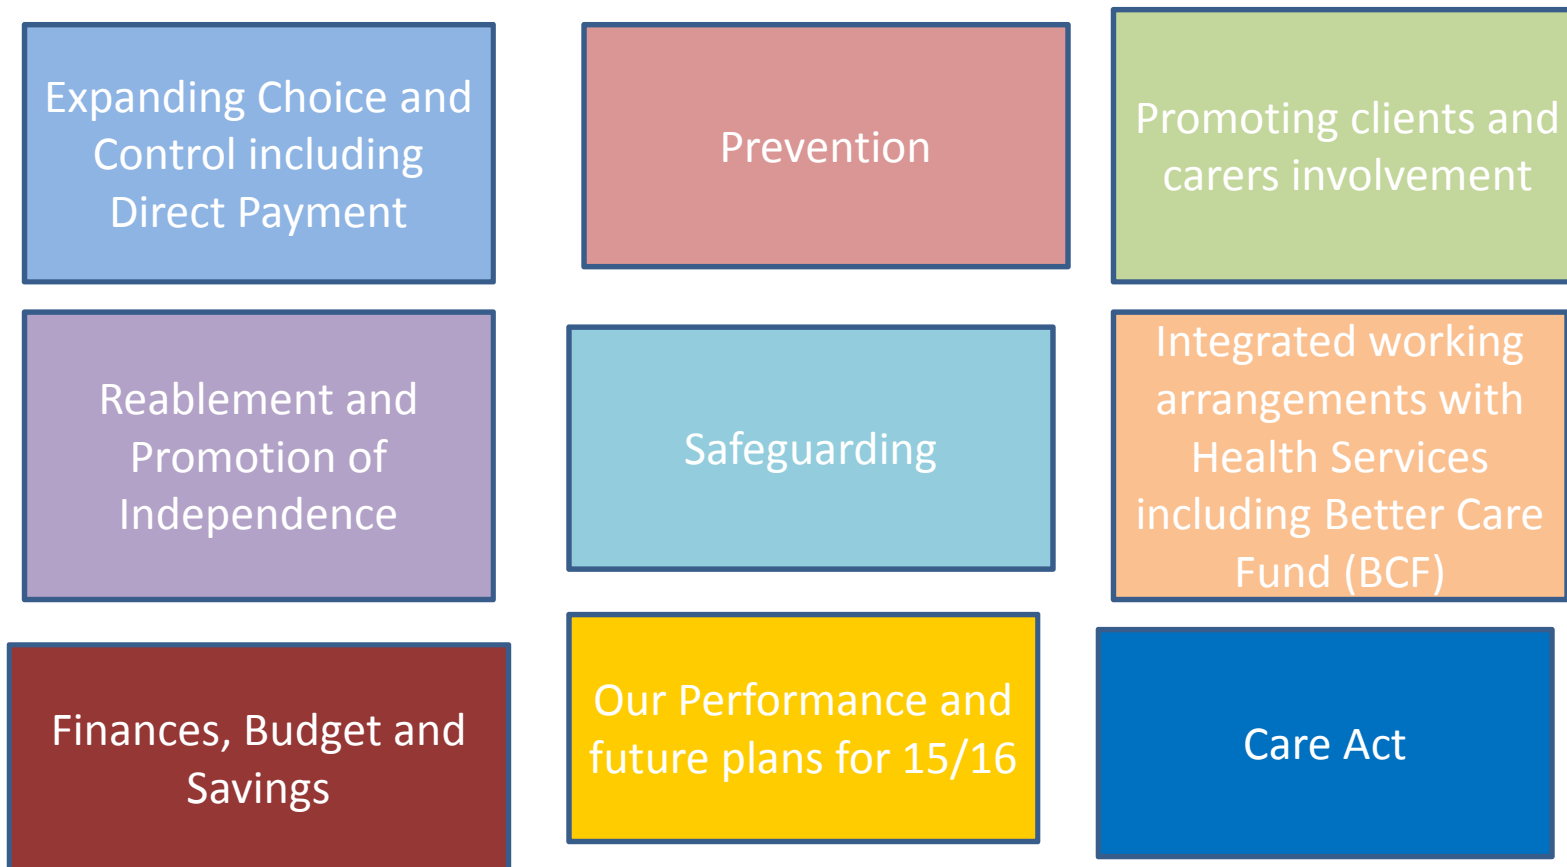 Expanding Choice and
Control including
Direct Payment
Prevention
Promoting clients and
carers involvement
Reablement and
Promotion of
Independence
Safeguarding
Integrated working
arrangements with
Health Services
including Better Care
Fund (BCF)
Finances, Budget and
Savings
Our Performance and
future plans for 15/16
Care Act